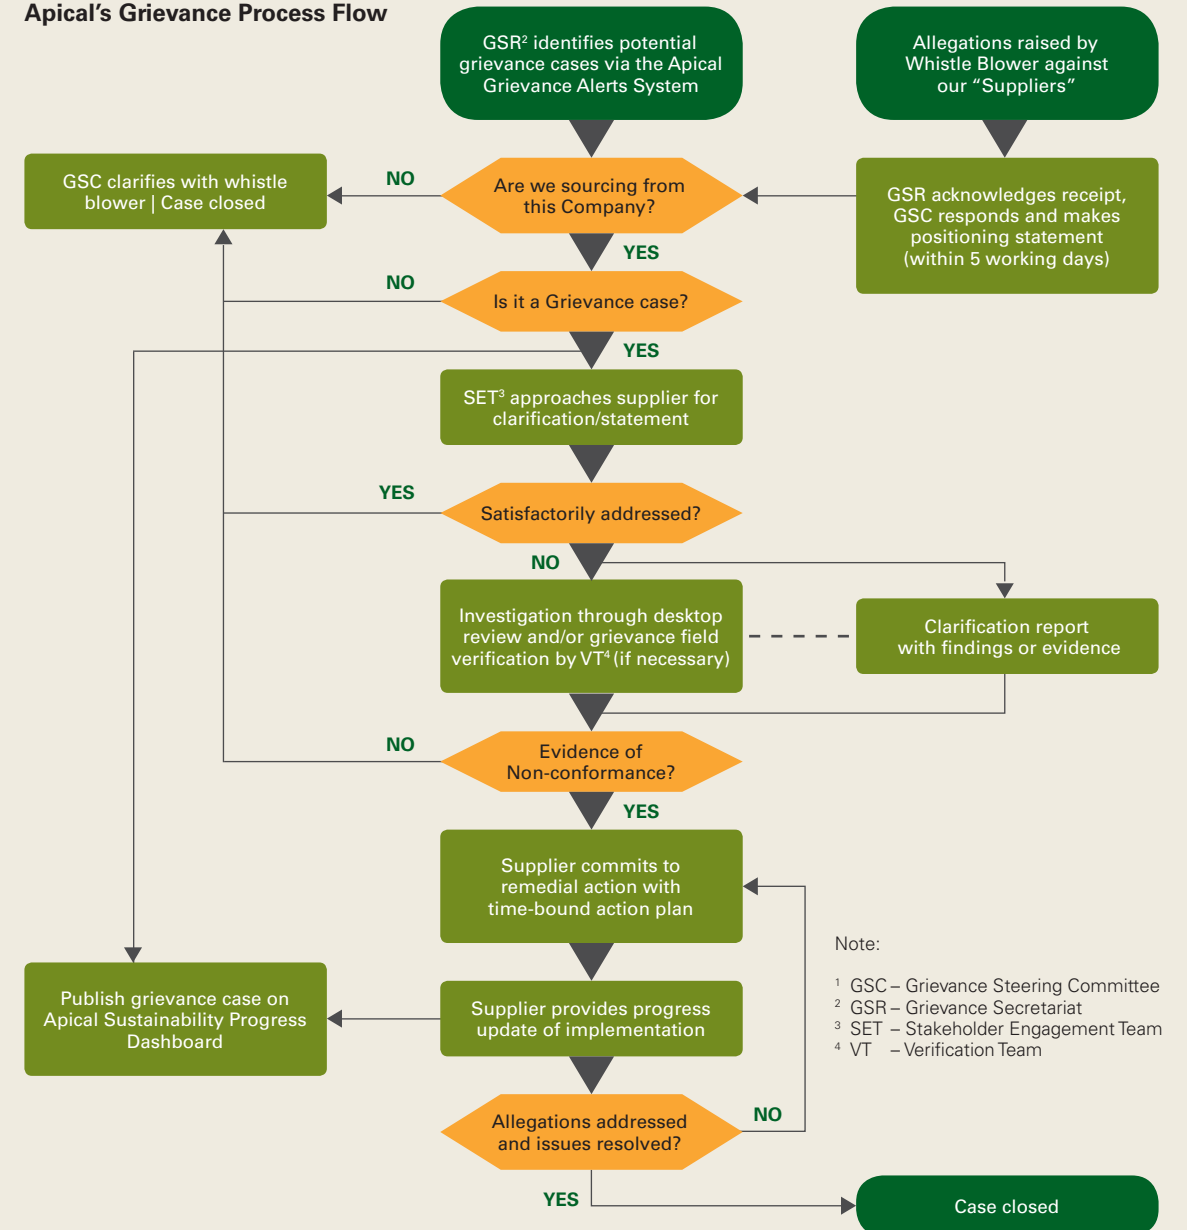 Apical’s Grievance Process Flow
GSR² identifies potential
grievance cases via the Apical
Grievance Alerts System
Allegations raised by
Whistle Blower against
our “Suppliers”
GSC clarifies with whistle
blower | Case closed
NO
Are we sourcing from
this Company?
GSR acknowledges receipt,
GSC responds and makes
positioning statement
(within 5 working days)
YES
NO
Is it a Grievance case?
YES
SET³ approaches supplier for
clarification/statement
YES
Satisfactorily addressed?
NO
Investigation through desktop
review and/or grievance field
verification by VT⁴ (if necessary)
Clarification report
with findings or evidence
NO
Evidence of
Non-conformance?
YES
Supplier commits to
remedial action with
time-bound action plan
Note:
¹ GSC – Grievance Steering Committee
² GSR – Grievance Secretariat
³ SET – Stakeholder Engagement Team
⁴ VT – Verification Team
Publish grievance case on
Apical Sustainability Progress
Dashboard
Supplier provides progress
update of implementation
Allegations addressed
and issues resolved?
NO
YES
Case closed